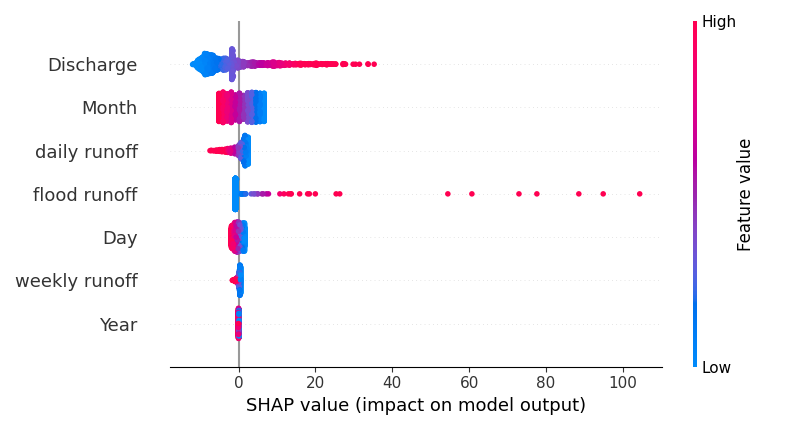 High
Discharge
Month
daily runoff
flood runoff
Day
weekly runoff
Year
Feature value
Low
0 20 40 60 80 100
SHAP value (impact on model output)